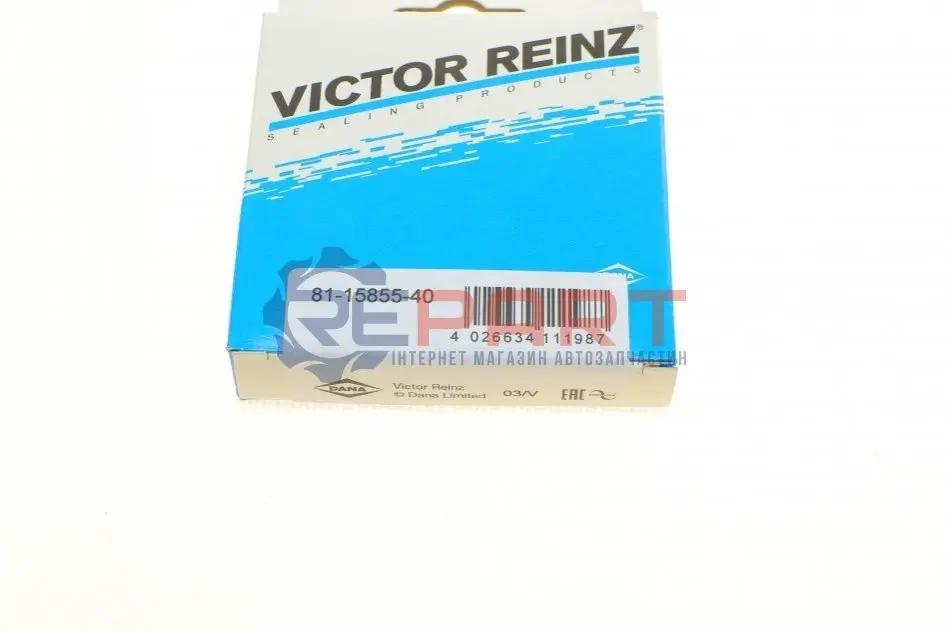 VICTOR REINZ®
SEALING PRODUCTS
DANA
81-15855-40
REPART
4 026634 111987
ІНТЕРНЕТ МАГАЗИН АВТОЗАПЧАСТИН
DANA
Victor Reinz
© Dana Limited
03/V
EAC